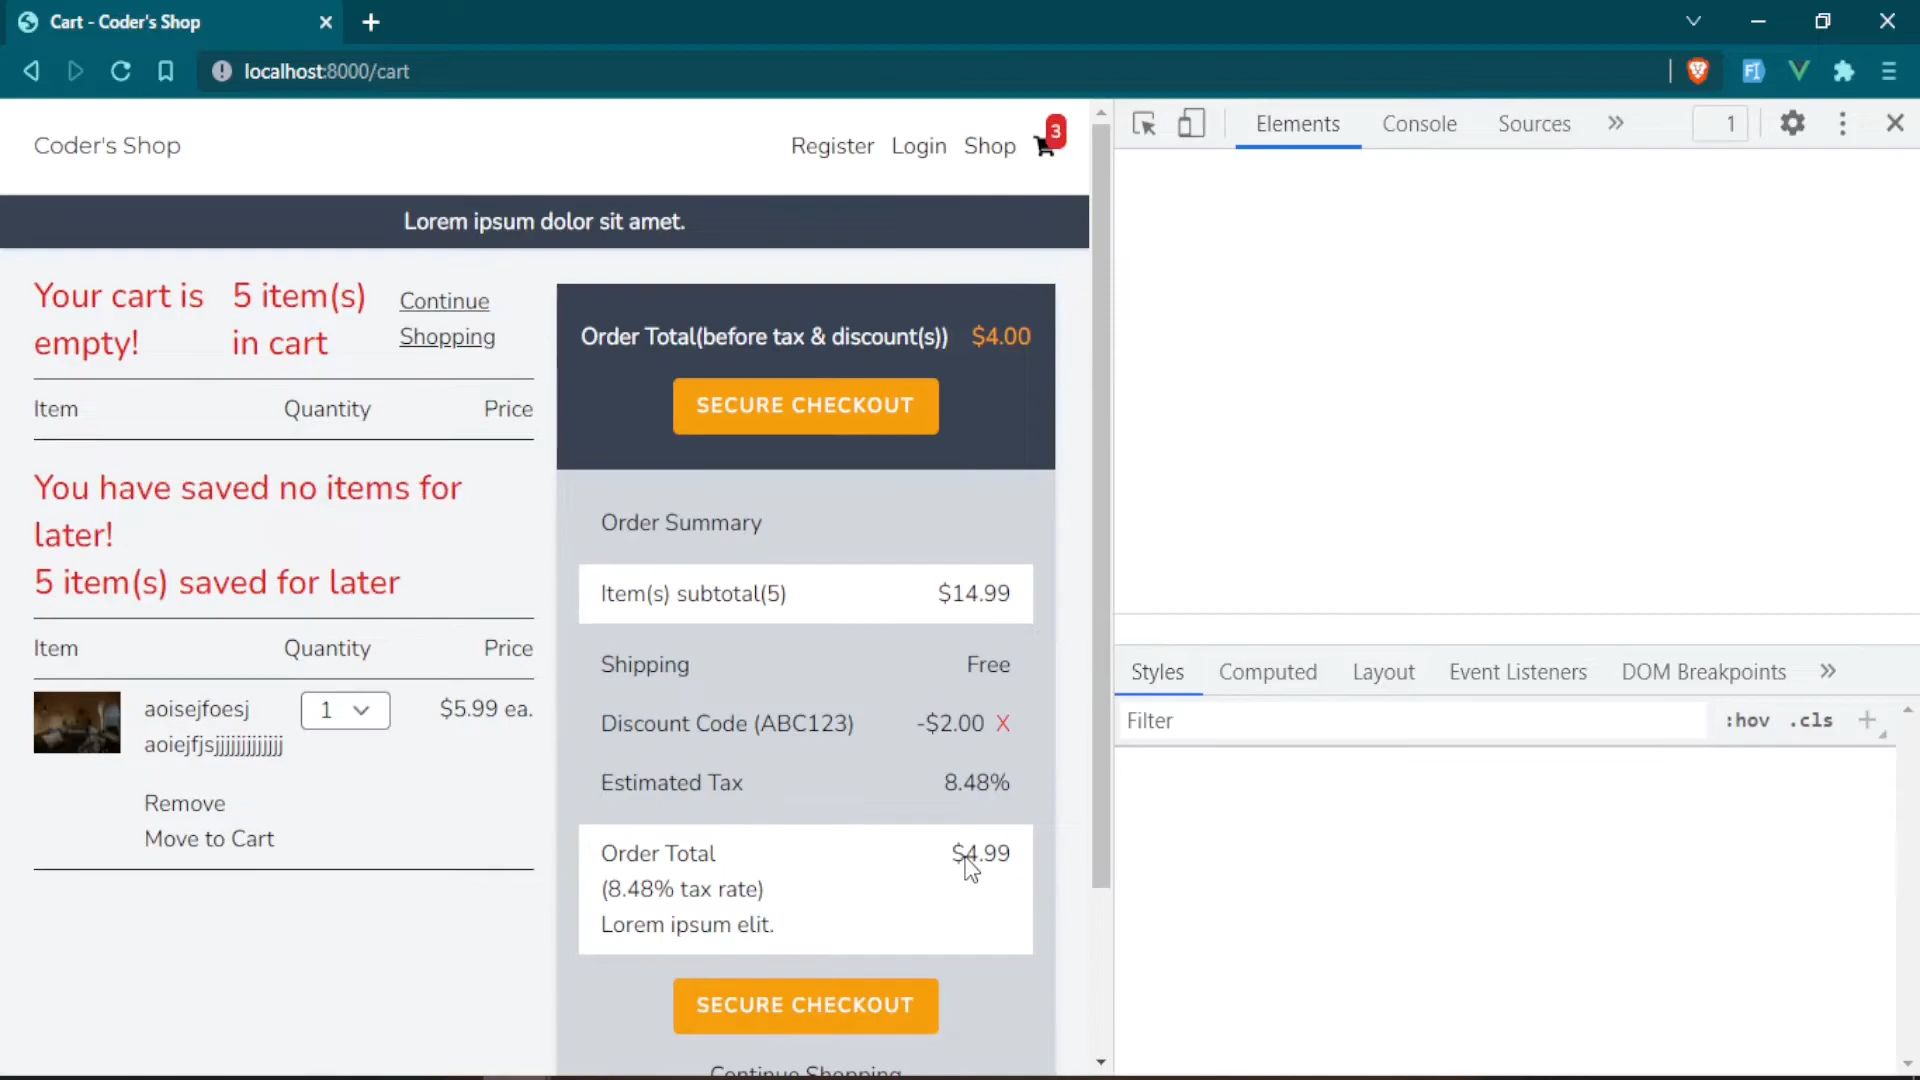 Cart - Coder's Shop
localhost:8000/cart
Coder's Shop
Register Login Shop 3
Lorem ipsum dolor sit amet.
Your cart is
empty!
5 item(s)
in cart
Continue
Shopping
Item Quantity Price
You have saved no items for
later!
5 item(s) saved for later
Item Quantity Price
aoisejfoesj
1
$5.99 ea.
Remove
Move to Cart
Order Total(before tax & discount(s)) $4.00
SECURE CHECKOUT
Order Summary
Item(s) subtotal(5) $14.99
Shipping Free
Discount Code (ABC123) -$2.00 X
Estimated Tax 8.48%
Order Total $4.99
(8.48% tax rate)
Lorem ipsum elit.
SECURE CHECKOUT
Continue Shopping
Elements Console Sources » 1
Styles Computed Layout Event Listeners DOM Breakpoints »
Filter :hov .cls +